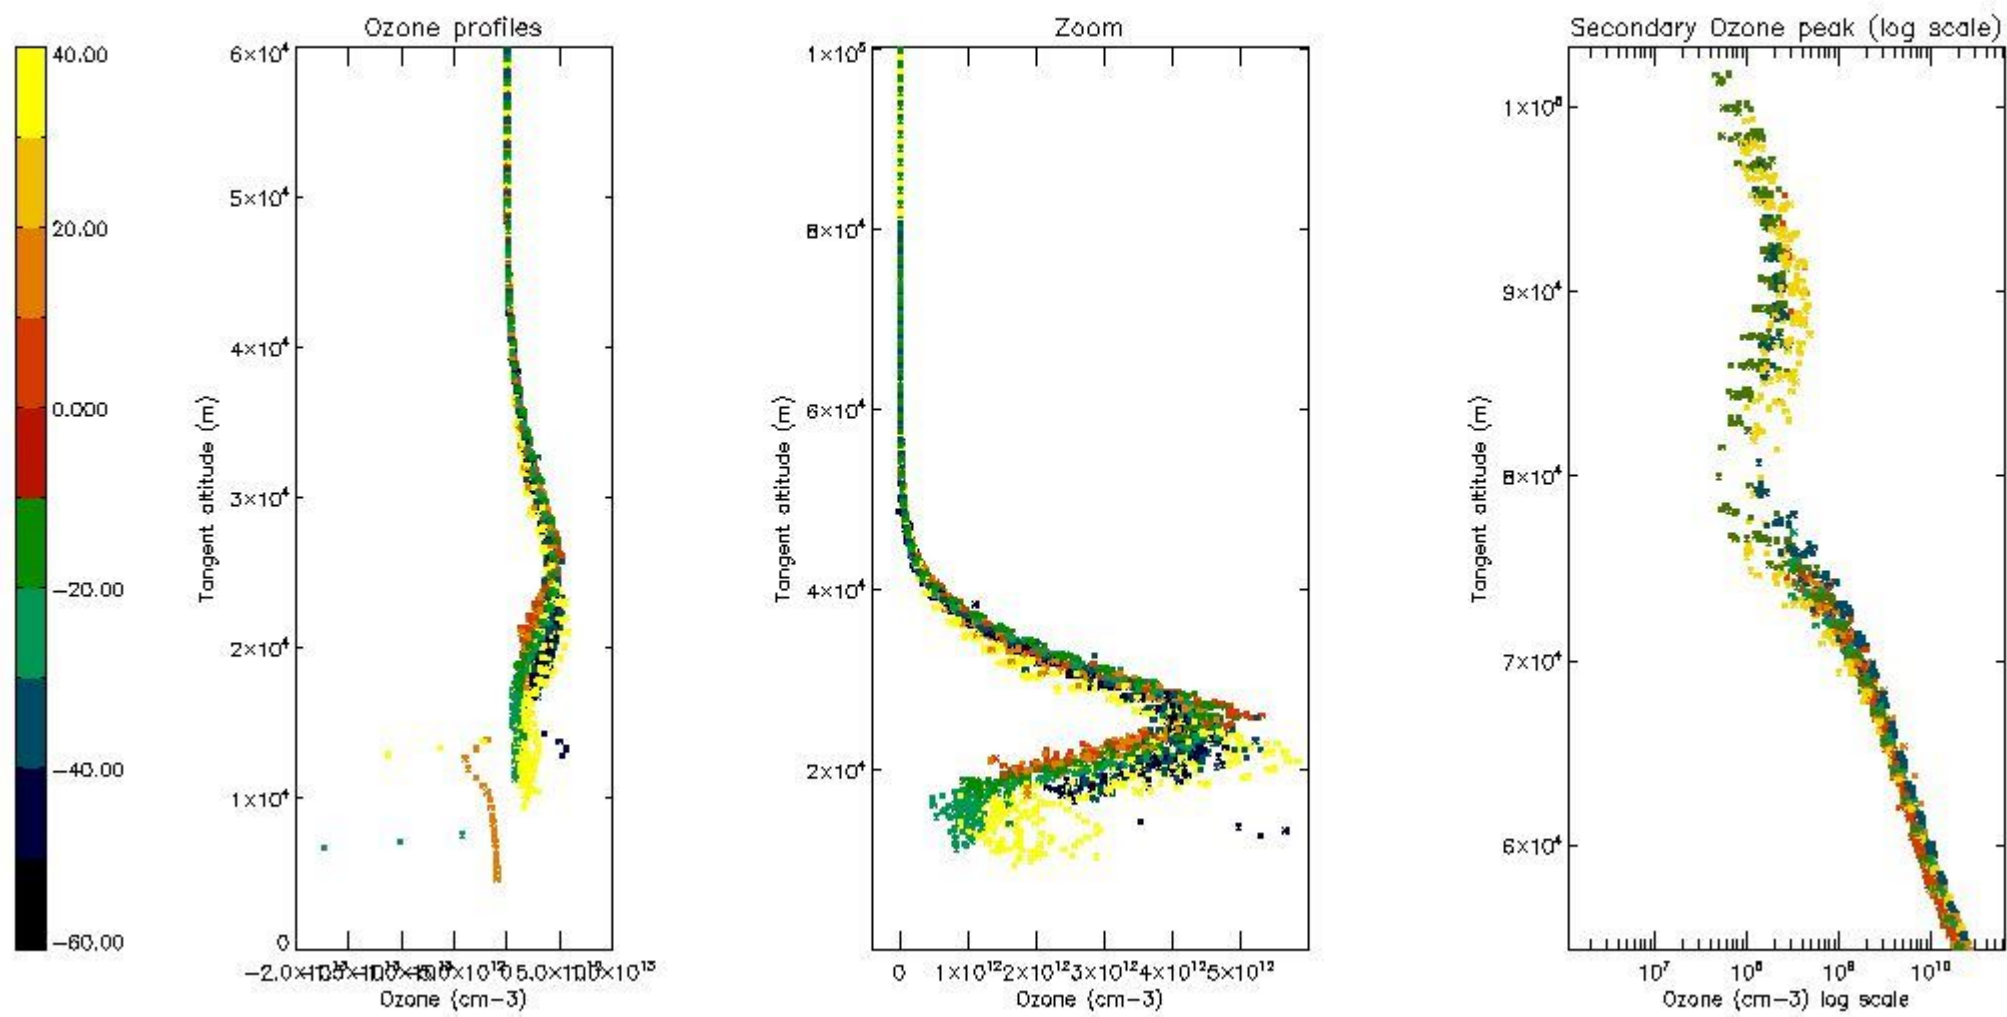 Ozone profiles
Zoom
Secondary Ozone peak (log scale)
40.00
20.00
0.000
−20.00
−40.00
−60.00
6×10⁴
5×10⁴
4×10⁴
3×10⁴
2×10⁴
1×10⁴
0
Tangent altitude (m)
5.0×10¹²
Ozone (cm−3)
1×10⁵
8×10⁴
6×10⁴
4×10⁴
2×10⁴
Tangent altitude (m)
0 1×10¹² 2×10¹² 3×10¹² 4×10¹² 5×10¹²
Ozone (cm−3)
1×10⁵
9×10⁴
8×10⁴
7×10⁴
6×10⁴
Tangent altitude (m)
10⁷ 10⁸ 10⁹ 10¹⁰
Ozone (cm−3) log scale